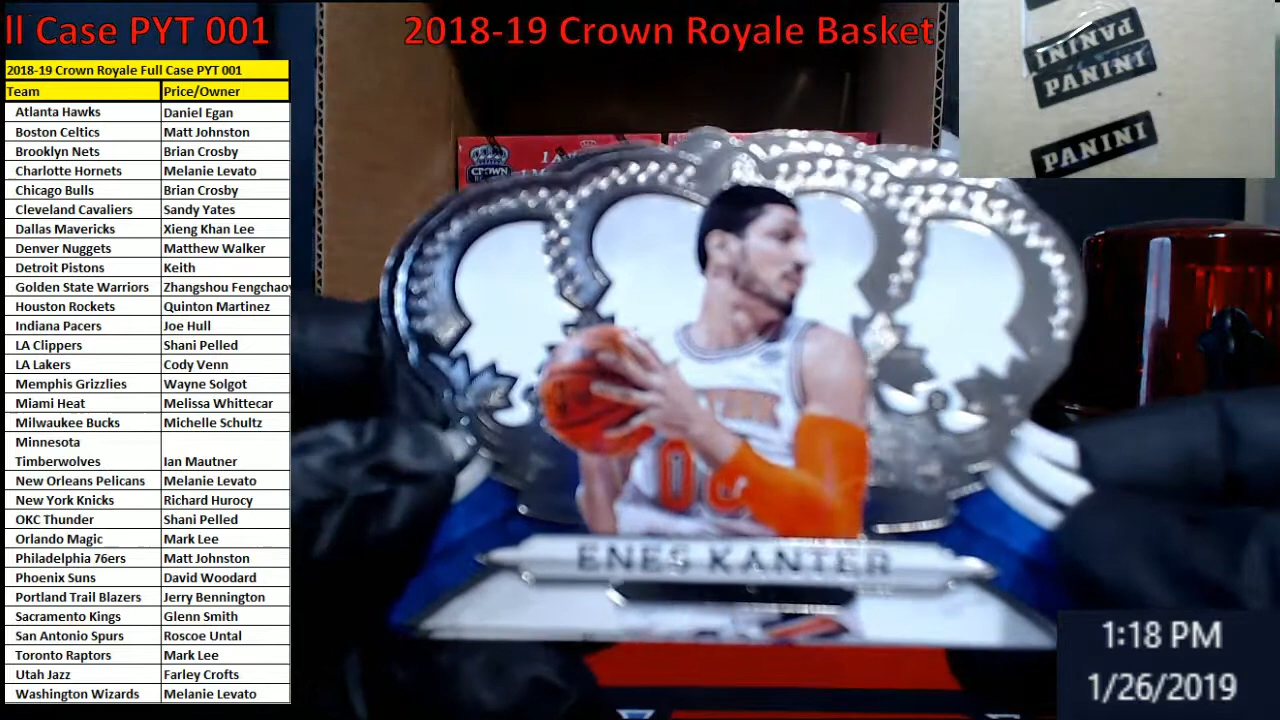 ll Case PYT 001
2018-19 Crown Royale Basket
2018-19 Crown Royale Full Case PYT 001
Team Price/Owner
Atlanta Hawks Daniel Egan
Boston Celtics Matt Johnston
Brooklyn Nets Brian Crosby
Charlotte Hornets Melanie Levato
Chicago Bulls Brian Crosby
Cleveland Cavaliers Sandy Yates
Dallas Mavericks Xieng Khan Lee
Denver Nuggets Matthew Walker
Detroit Pistons Keith
Golden State Warriors Zhangshou Fengchao
Houston Rockets Quinton Martinez
Indiana Pacers Joe Hull
LA Clippers Shani Pelled
LA Lakers Cody Venn
Memphis Grizzlies Wayne Solgot
Miami Heat Melissa Whittecar
Milwaukee Bucks Michelle Schultz
Minnesota
Timberwolves Ian Mautner
New Orleans Pelicans Melanie Levato
New York Knicks Richard Hurocy
OKC Thunder Shani Pelled
Orlando Magic Mark Lee
Philadelphia 76ers Matt Johnston
Phoenix Suns David Woodard
Portland Trail Blazers Jerry Bennington
Sacramento Kings Glenn Smith
San Antonio Spurs Roscoe Untal
Toronto Raptors Mark Lee
Utah Jazz Farley Crofts
Washington Wizards Melanie Levato
PANINI
PANINI
PANINI
CROWN
YORK
00
ENES KANTER
1:18 PM
1/26/2019